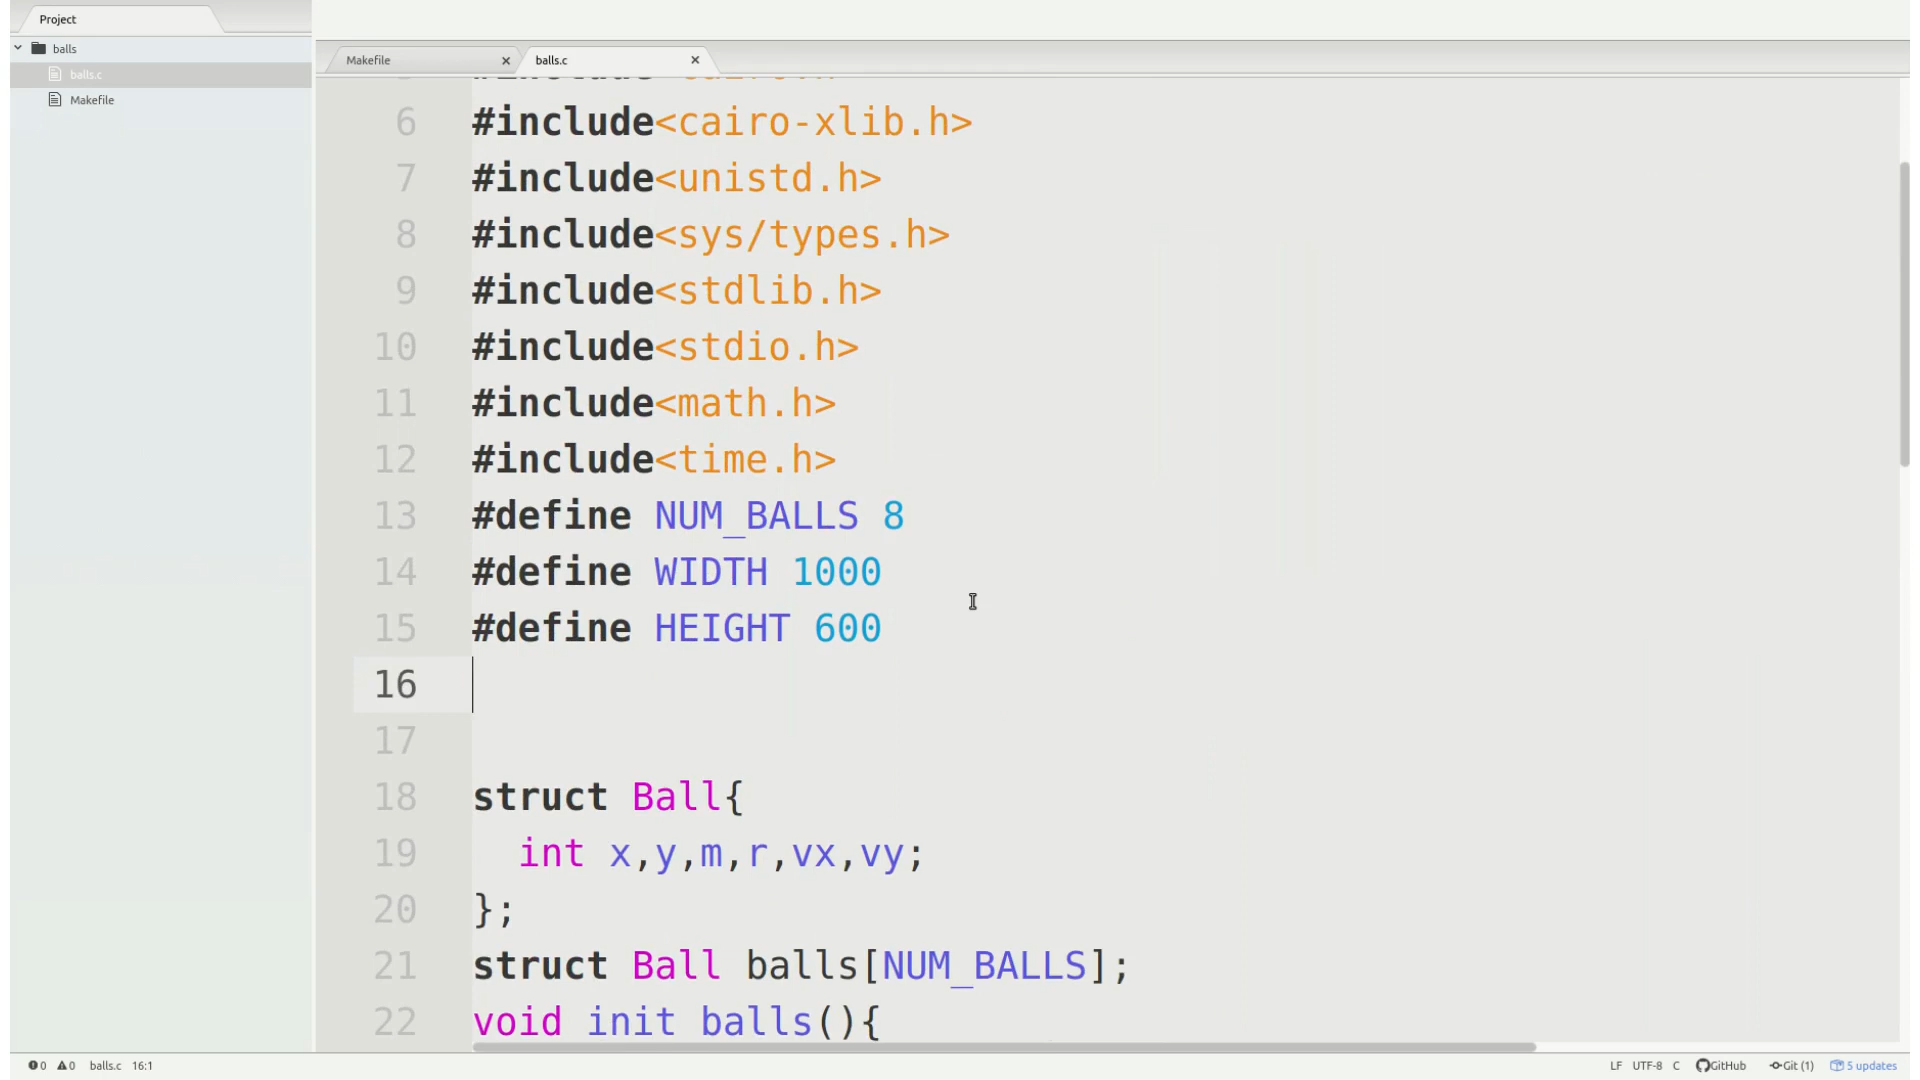 Project
balls
balls.c
Makefile
Makefile
balls.c
6 #include<cairo-xlib.h>
7 #include<unistd.h>
8 #include<sys/types.h>
9 #include<stdlib.h>
10 #include<stdio.h>
11 #include<math.h>
12 #include<time.h>
13 #define NUM_BALLS 8
14 #define WIDTH 1000
15 #define HEIGHT 600
16
17
18 struct Ball{
19 int x,y,m,r,vx,vy;
20 };
21 struct Ball balls[NUM_BALLS];
22 void init balls(){
0 0 balls.c 16:1
LF UTF-8 C GitHub Git (1) 5 updates